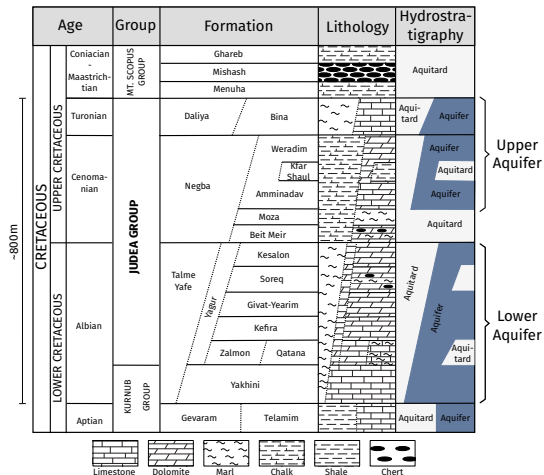 Age
Group
Formation
Lithology
Hydrostra-
tigraphy
CRETACEOUS
UPPER CRETACEOUS
LOWER CRETACEOUS
~800m
Coniacian
-
Maastrich-
tian
Turonian
Cenoma-
nian
Albian
Aptian
MT. SCOPUS
GROUP
JUDEA GROUP
KURNUB
GROUP
Ghareb
Mishash
Menuha
Daliya
Bina
Negba
Weradim
Kfar
Shaul
Amminadav
Moza
Beit Meir
Talme
Yafe
Yagur
Kesalon
Soreq
Givat-Yearim
Kefira
Zalmon
Qatana
Yakhini
Gevaram
Telamim
Aquitard
Aqui-
tard
Aquifer
Aquifer
Aquitard
Aquifer
Aquitard
Aquitard
Aquifer
Aqui-
tard
Aquitard
Aquifer
Upper
Aquifer
Lower
Aquifer
Limestone
Dolomite
Marl
Chalk
Shale
Chert